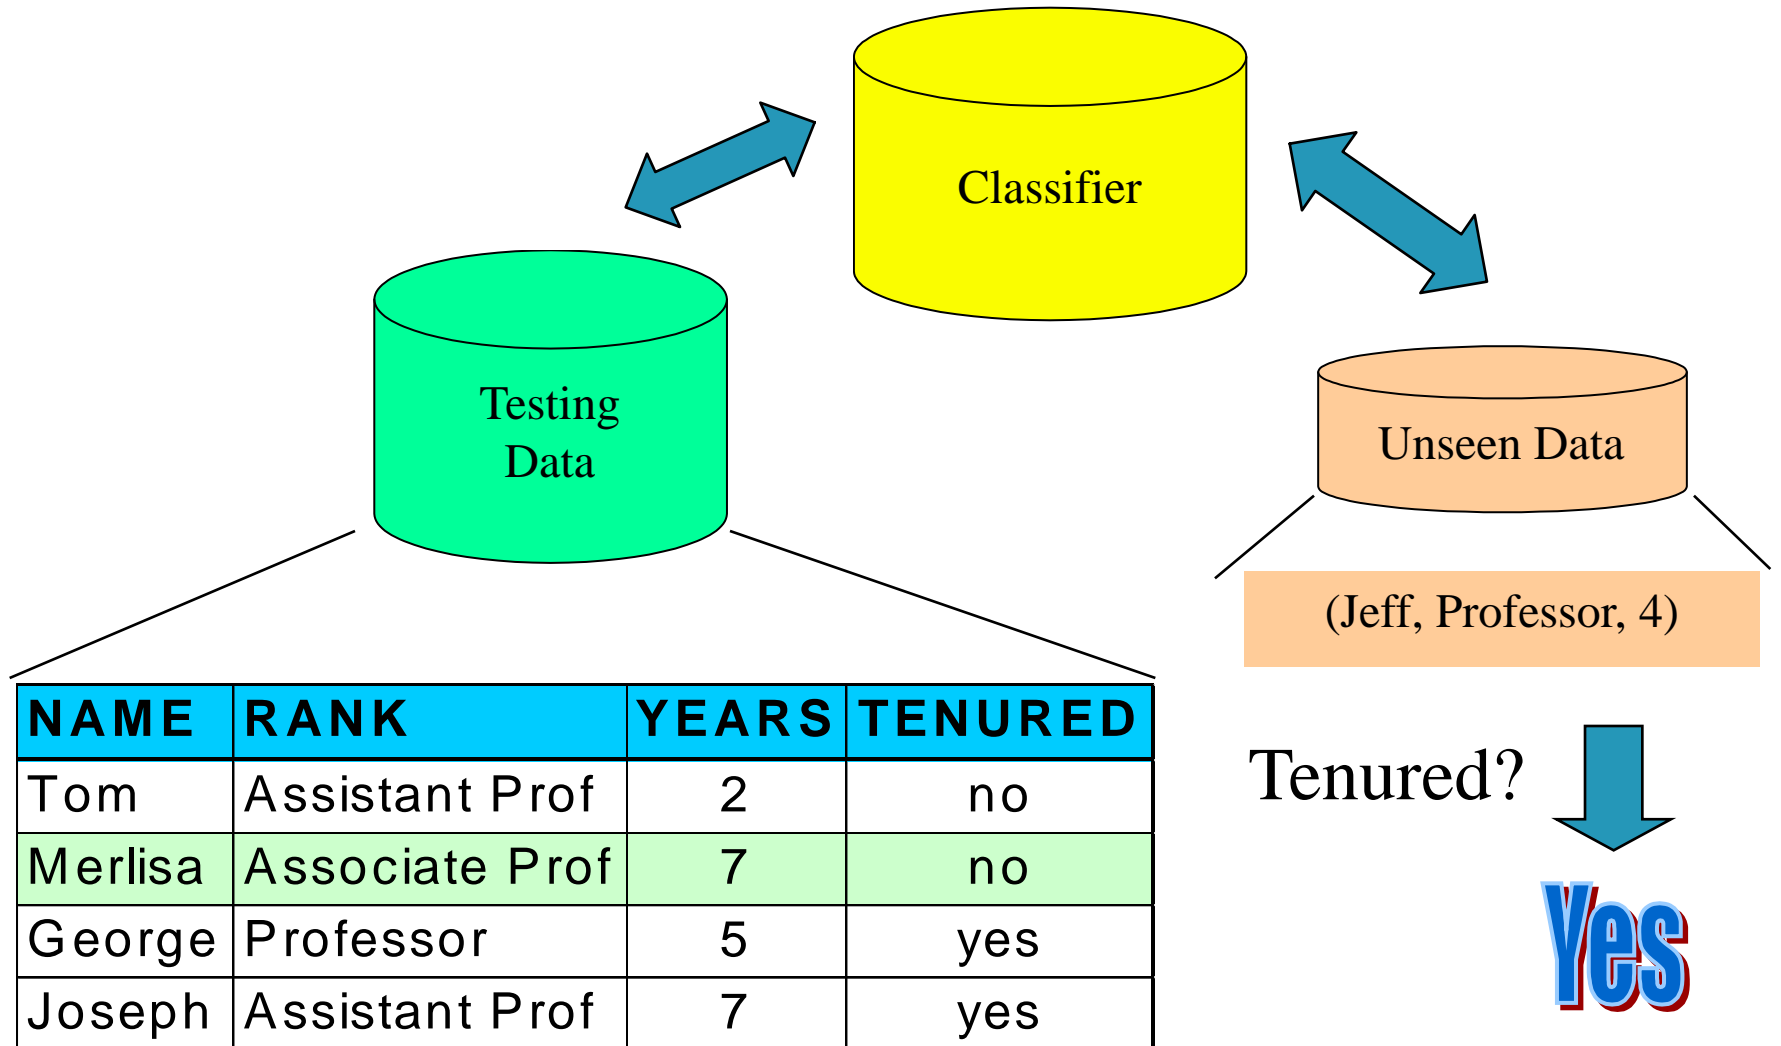 Classifier
Testing
Data
Unseen Data
(Jeff, Professor, 4)
NAME RANK YEARS TENURED
Tom Assistant Prof 2 no
Merlisa Associate Prof 7 no
George Professor 5 yes
Joseph Assistant Prof 7 yes
Tenured?
Yes